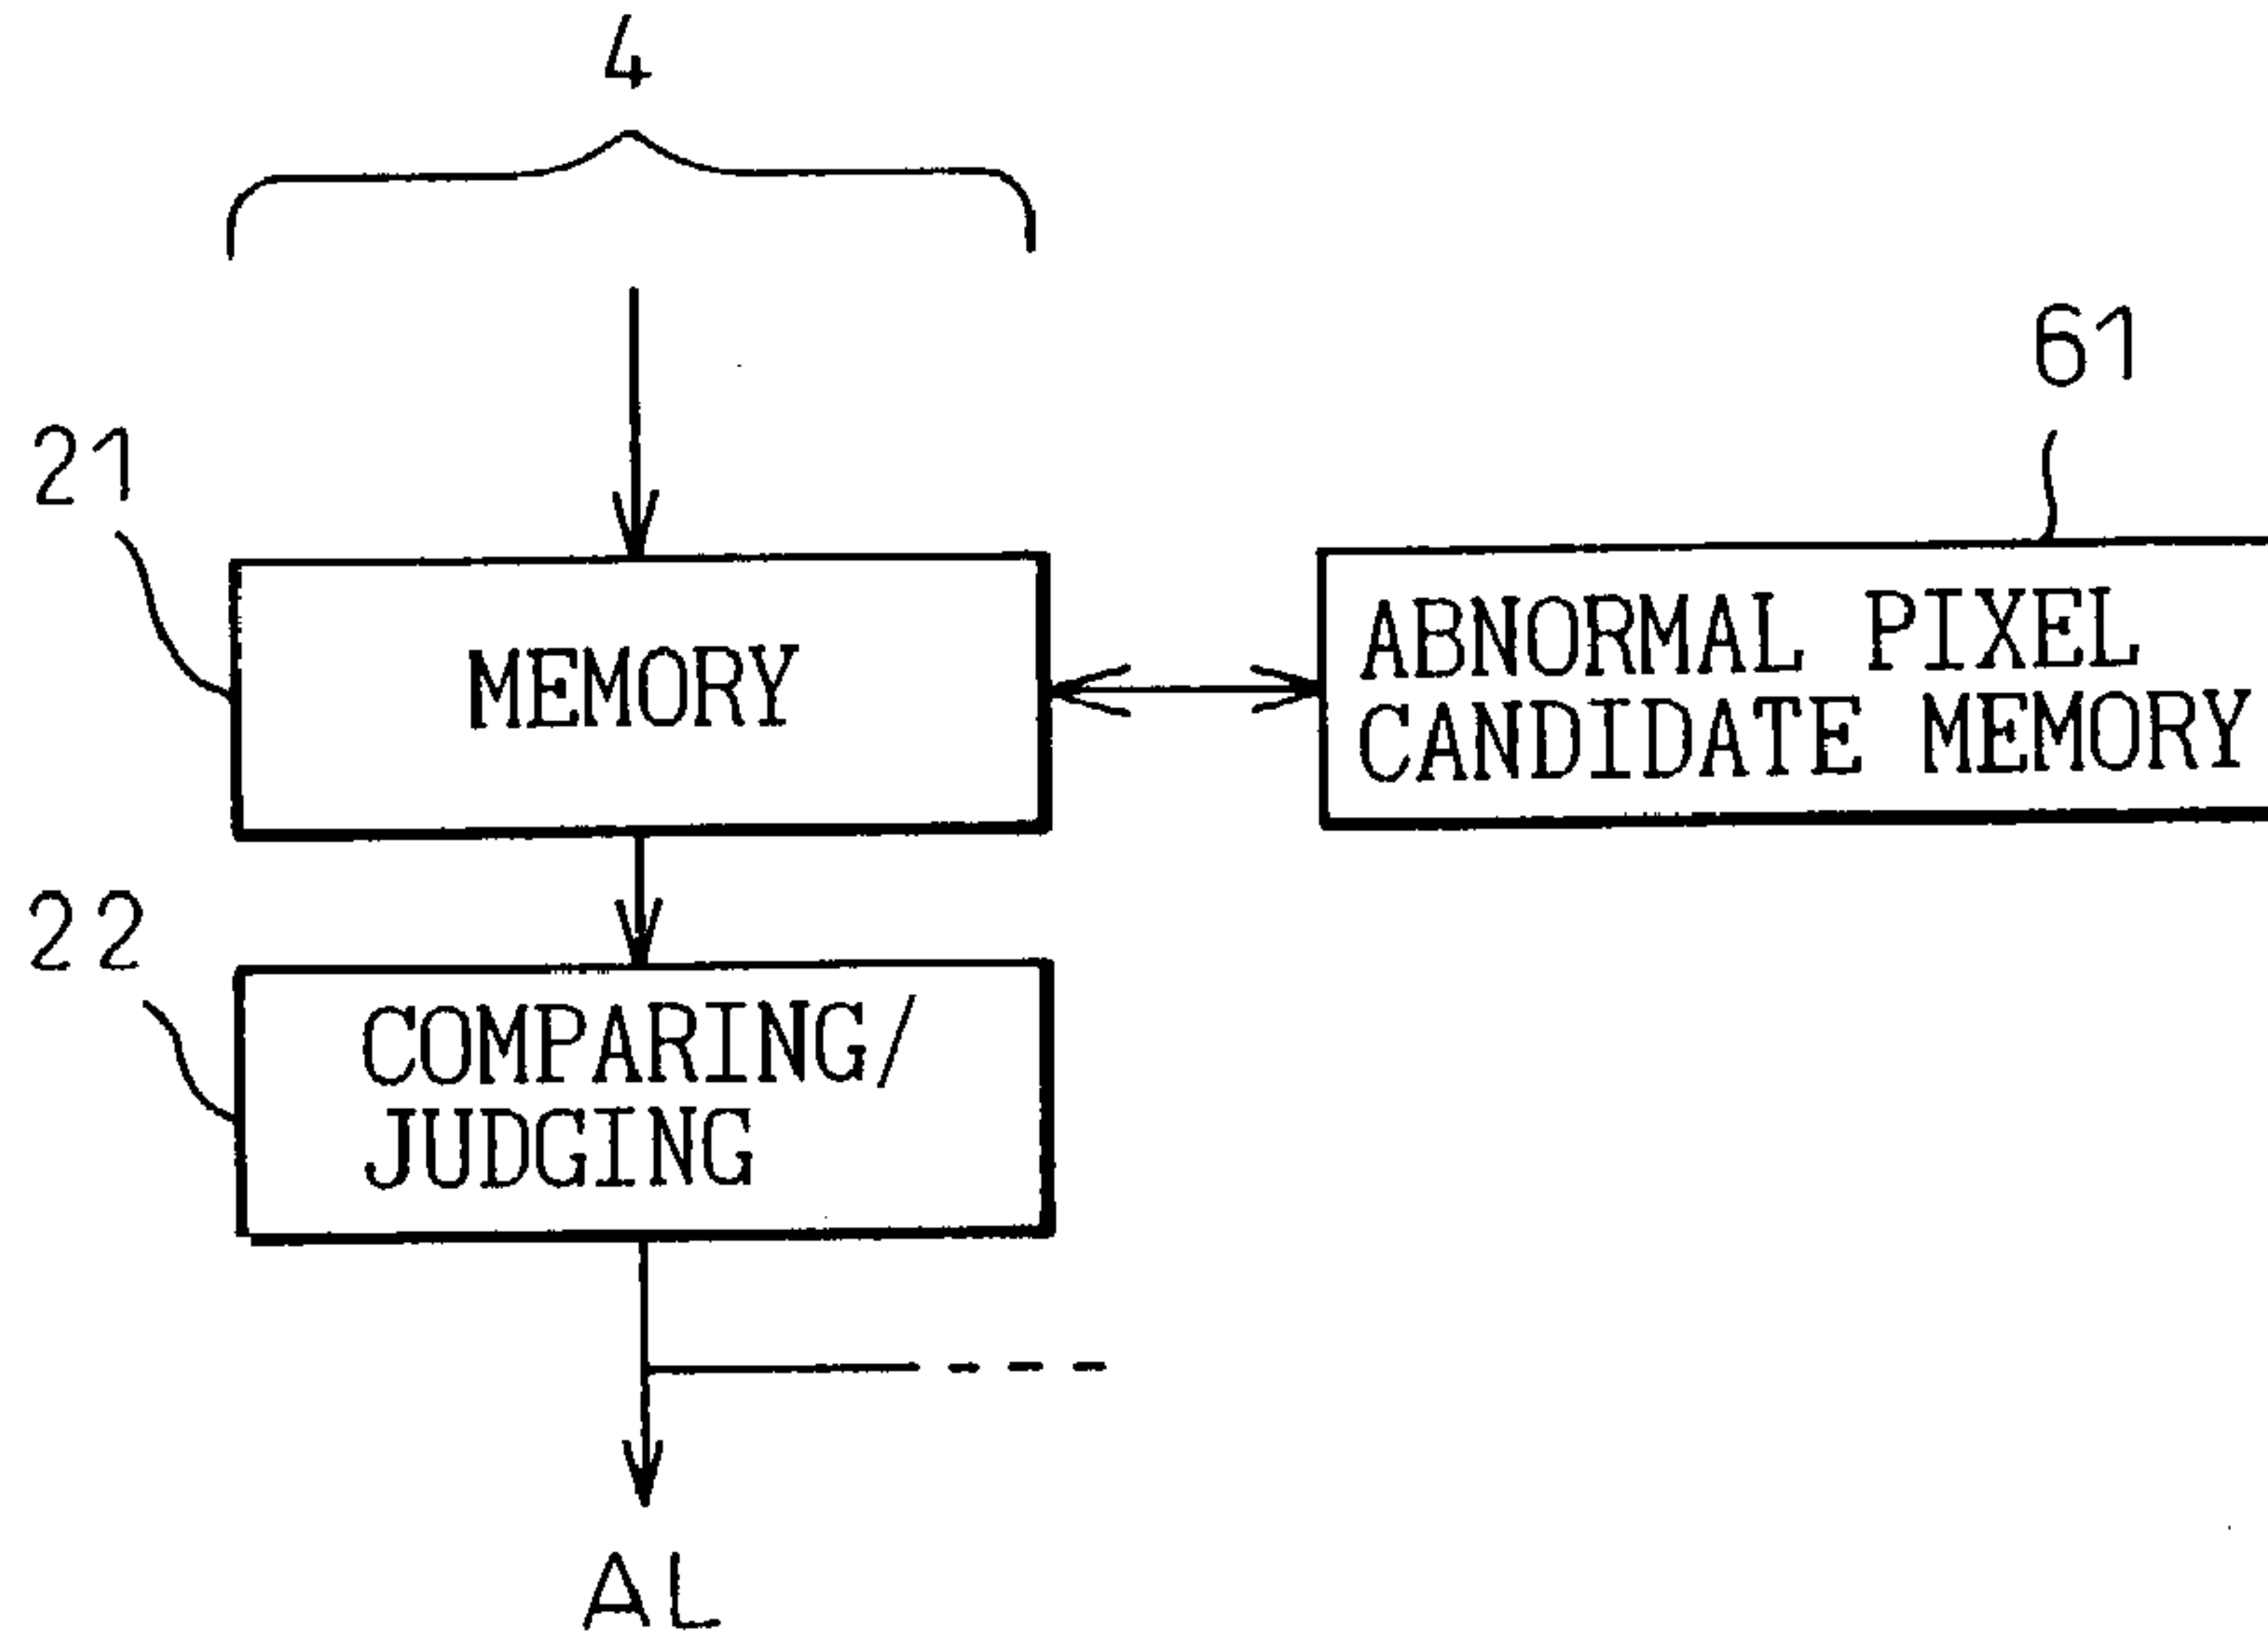 4
61
21
MEMORY
ABNORMAL PIXEL
CANDIDATE MEMORY
22
COMPARING/
JUDGING
AL